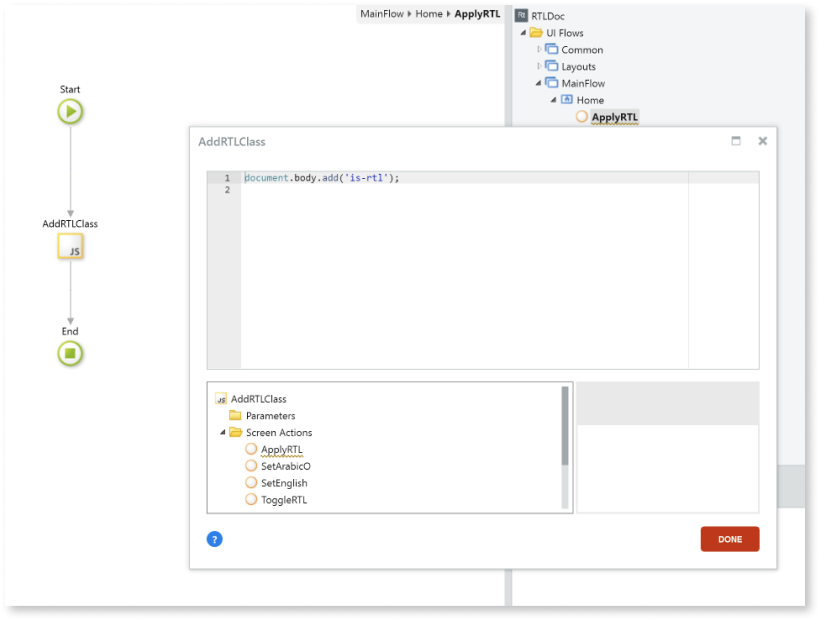 MainFlow Home ApplyRTL
RTLDoc
UI Flows
Common
Layouts
MainFlow
Home
ApplyRTL
Start
AddRTLClass
JS
End
AddRTLClass
1 document.body.add('is-rtl');
2
JS AddRTLClass
Parameters
Screen Actions
ApplyRTL
SetArabicO
SetEnglish
ToggleRTL
?
DONE